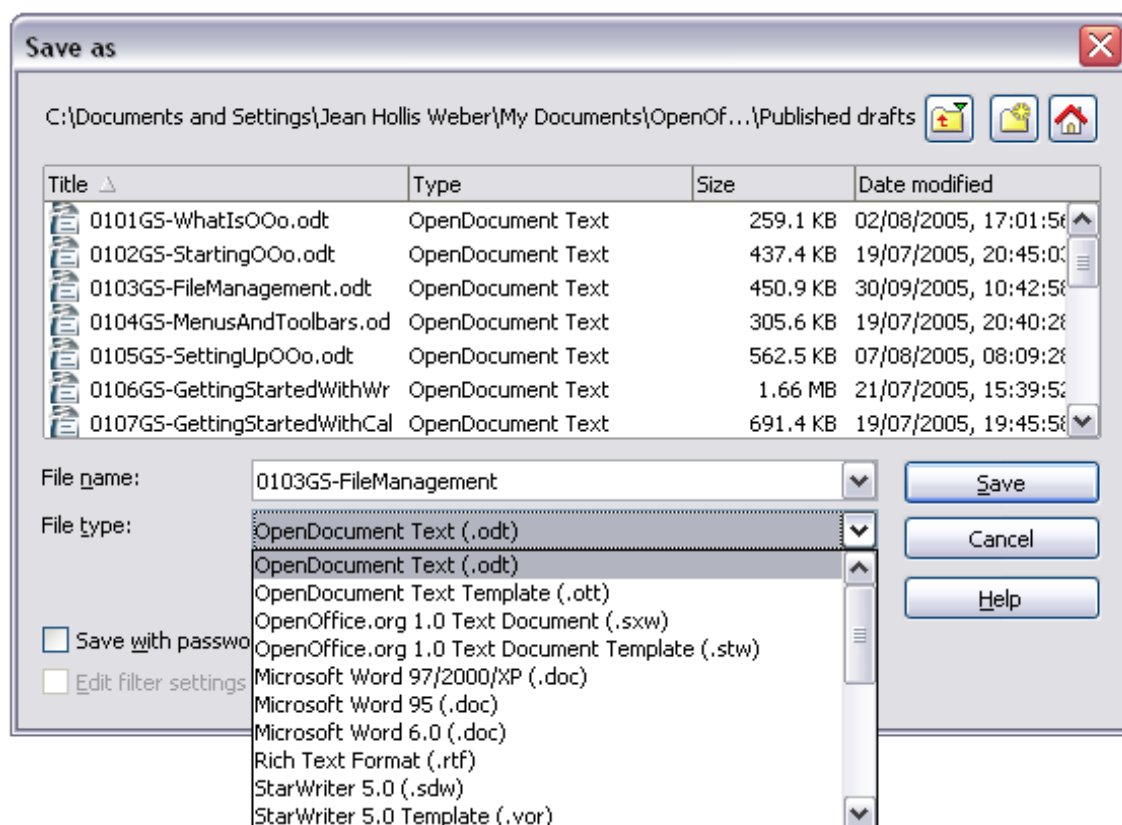 Save as
C:\Documents and Settings\Jean Hollis Weber\My Documents\OpenOf...\Published drafts
Title Type Size Date modified
0101GS-WhatIsOOo.odt OpenDocument Text 259.1 KB 02/08/2005, 17:01:56
0102GS-StartingOOo.odt OpenDocument Text 437.4 KB 19/07/2005, 20:45:03
0103GS-FileManagement.odt OpenDocument Text 450.9 KB 30/09/2005, 10:42:58
0104GS-MenusAndToolbars.od OpenDocument Text 305.6 KB 19/07/2005, 20:40:28
0105GS-SettingUpOOo.odt OpenDocument Text 562.5 KB 07/08/2005, 08:09:28
0106GS-GettingStartedWithWr OpenDocument Text 1.66 MB 21/07/2005, 15:39:52
0107GS-GettingStartedWithCal OpenDocument Text 691.4 KB 19/07/2005, 19:45:58
File name: 0103GS-FileManagement Save
File type: OpenDocument Text (.odt) Cancel
OpenDocument Text (.odt)
OpenDocument Text Template (.ott) Help
OpenOffice.org 1.0 Text Document (.sxw)
Save with passwo OpenOffice.org 1.0 Text Document Template (.stw)
Edit filter settings Microsoft Word 97/2000/XP (.doc)
Microsoft Word 95 (.doc)
Microsoft Word 6.0 (.doc)
Rich Text Format (.rtf)
StarWriter 5.0 (.sdw)
StarWriter 5.0 Template (.vor)